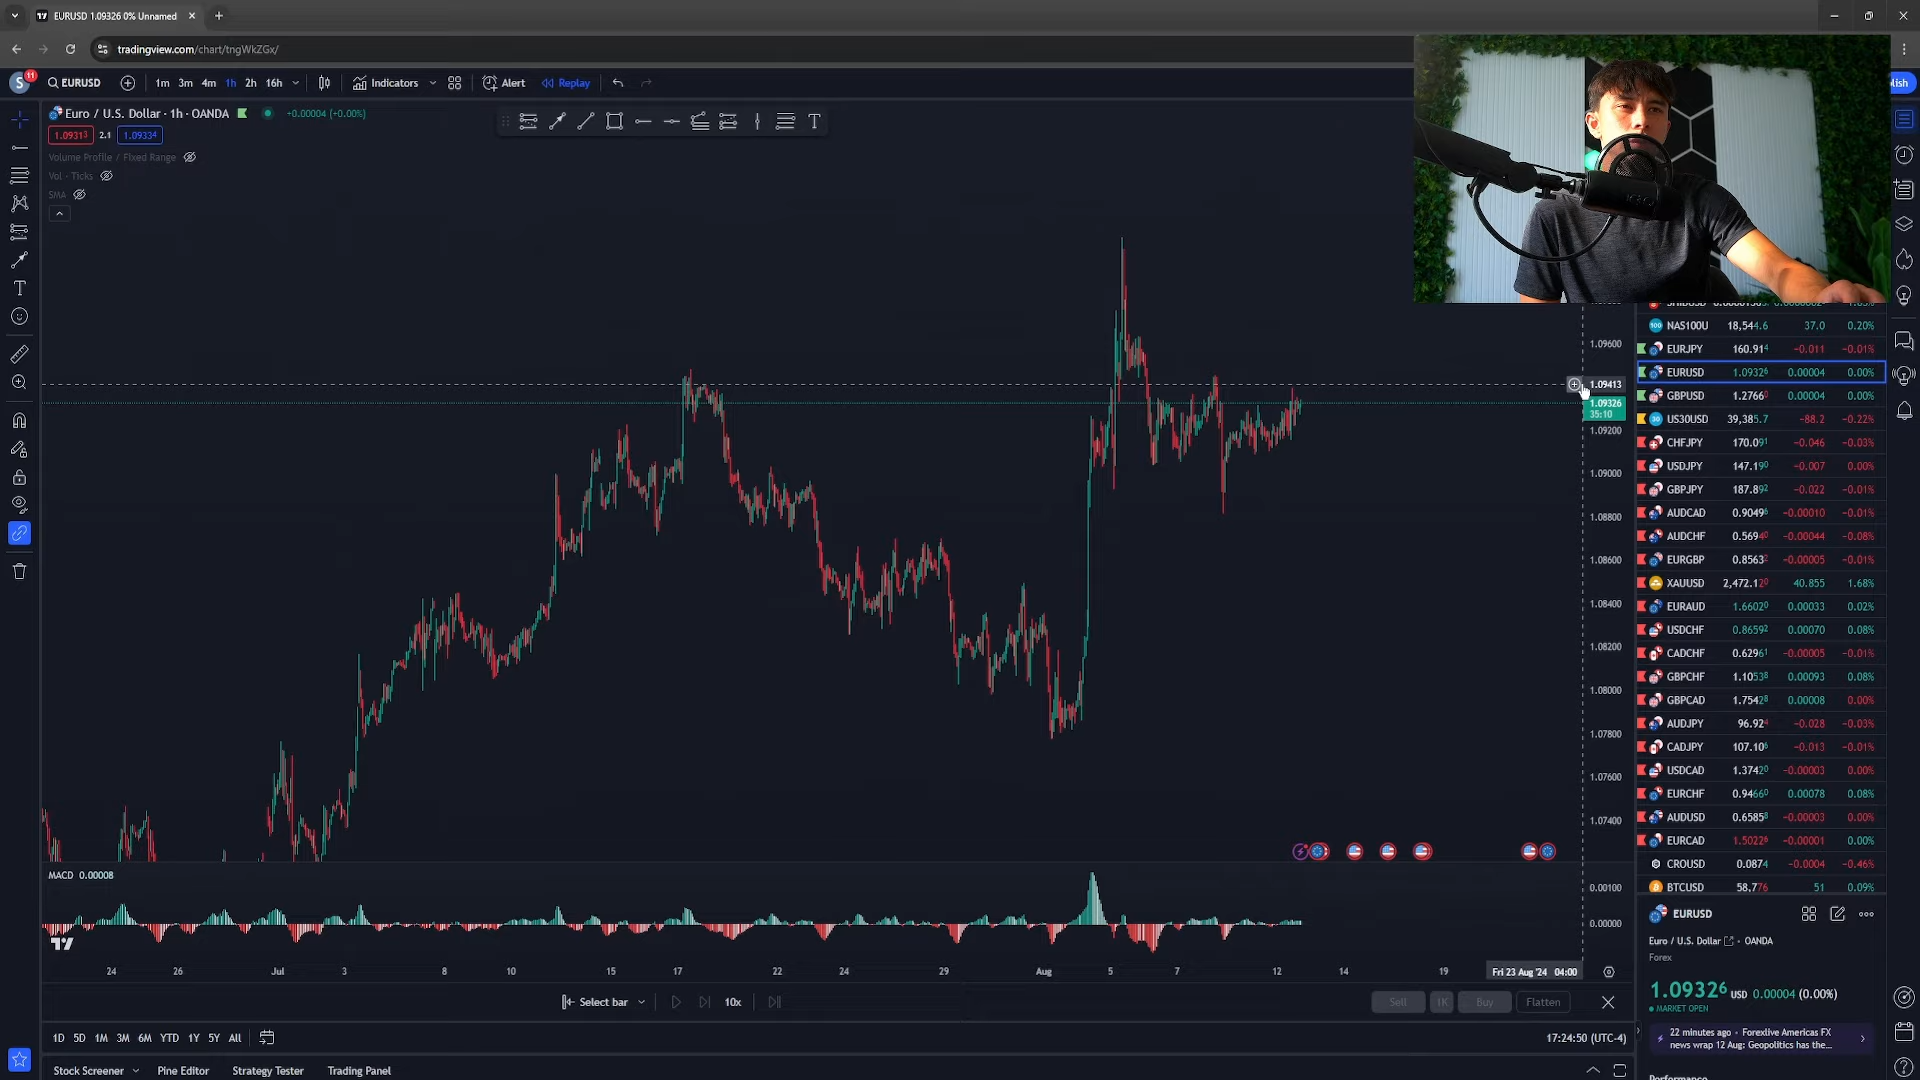 EURUSD 1.09326 0% Unnamed
tradingview.com/chart/tngWkZGx/
S 11 EURUSD 1m 3m 4m 1h 2h 16h Indicators Alert Replay
lish
Euro / U.S. Dollar · 1h · OANDA +0.00004 (+0.00%)
1.09313 2.1 1.09334
Volume Profile / Fixed Range
Vol · Ticks
SMA
1.09600
1.09413
1.09326
35:10
1.09200
1.09000
1.08800
1.08600
1.08400
1.08200
1.08000
1.07800
1.07600
1.07400
NAS100U 18,544.6 37.0 0.20%
EURJPY 160.914 −0.011 −0.01%
EURUSD 1.09326 0.00004 0.00%
GBPUSD 1.27660 0.00004 0.00%
US30USD 39,385.7 −88.2 −0.22%
CHFJPY 170.091 −0.046 −0.03%
USDJPY 147.190 −0.007 0.00%
GBPJPY 187.892 −0.022 −0.01%
AUDCAD 0.90496 −0.00010 −0.01%
AUDCHF 0.56940 −0.00044 −0.08%
EURGBP 0.85632 −0.00005 −0.01%
XAUUSD 2,472.120 40.855 1.68%
EURAUD 1.66020 0.00033 0.02%
USDCHF 0.86592 0.00070 0.08%
CADCHF 0.62961 −0.00005 −0.01%
GBPCHF 1.10538 0.00093 0.08%
GBPCAD 1.75428 0.00008 0.00%
AUDJPY 96.924 −0.028 −0.03%
CADJPY 107.106 −0.013 −0.01%
USDCAD 1.37420 −0.00003 0.00%
EURCHF 0.94660 0.00078 0.08%
AUDUSD 0.65858 −0.00003 0.00%
EURCAD 1.50226 −0.00001 0.00%
CROUSD 0.0874 −0.0004 −0.46%
BTCUSD 58,776 51 0.09%
MACD 0.00008
0.00100
0.00000
24 26 Jul 3 8 10 15 17 22 24 29 Aug 5 7 12 14 19 Fri 23 Aug '24 04:00
Select bar 10x Sell 1K Buy Flatten
1D 5D 1M 3M 6M YTD 1Y 5Y All 17:24:50 (UTC-4)
Stock Screener Pine Editor Strategy Tester Trading Panel
EURUSD
Euro / U.S. Dollar · OANDA
Forex
1.09326 USD 0.00004 (0.00%)
MARKET OPEN
22 minutes ago · Forexlive Americas FX
news wrap 12 Aug: Geopolitics has the...